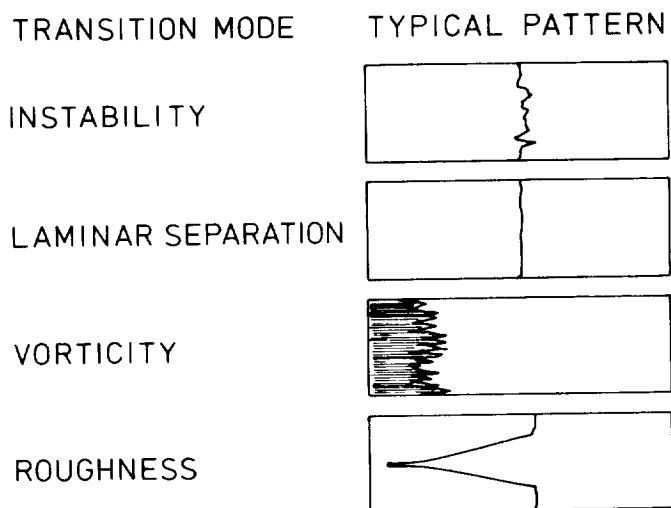 TRANSITION MODE TYPICAL PATTERN
INSTABILITY
LAMINAR SEPARATION
VORTICITY
ROUGHNESS